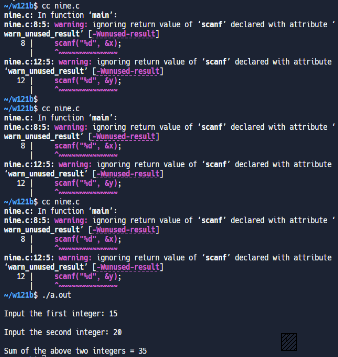 ~/w121b$ cc nine.c
nine.c: In function ‘main’:
nine.c:8:5: warning: ignoring return value of ‘scanf’ declared with attribute ‘
warn_unused_result’ [-Wunused-result]
8 | scanf("%d", &x);
| ^~~~~~~~~~~~~~~
nine.c:12:5: warning: ignoring return value of ‘scanf’ declared with attribute
‘warn_unused_result’ [-Wunused-result]
12 | scanf("%d", &y);
| ^~~~~~~~~~~~~~~
~/w121b$
~/w121b$ cc nine.c
nine.c: In function ‘main’:
nine.c:8:5: warning: ignoring return value of ‘scanf’ declared with attribute ‘
warn_unused_result’ [-Wunused-result]
8 | scanf("%d", &x);
| ^~~~~~~~~~~~~~~
nine.c:12:5: warning: ignoring return value of ‘scanf’ declared with attribute
‘warn_unused_result’ [-Wunused-result]
12 | scanf("%d", &y);
| ^~~~~~~~~~~~~~~
~/w121b$ cc nine.c
nine.c: In function ‘main’:
nine.c:8:5: warning: ignoring return value of ‘scanf’ declared with attribute ‘
warn_unused_result’ [-Wunused-result]
8 | scanf("%d", &x);
| ^~~~~~~~~~~~~~~
nine.c:12:5: warning: ignoring return value of ‘scanf’ declared with attribute
‘warn_unused_result’ [-Wunused-result]
12 | scanf("%d", &y);
| ^~~~~~~~~~~~~~~
~/w121b$ ./a.out
Input the first integer: 15
Input the second integer: 20
Sum of the above two integers = 35